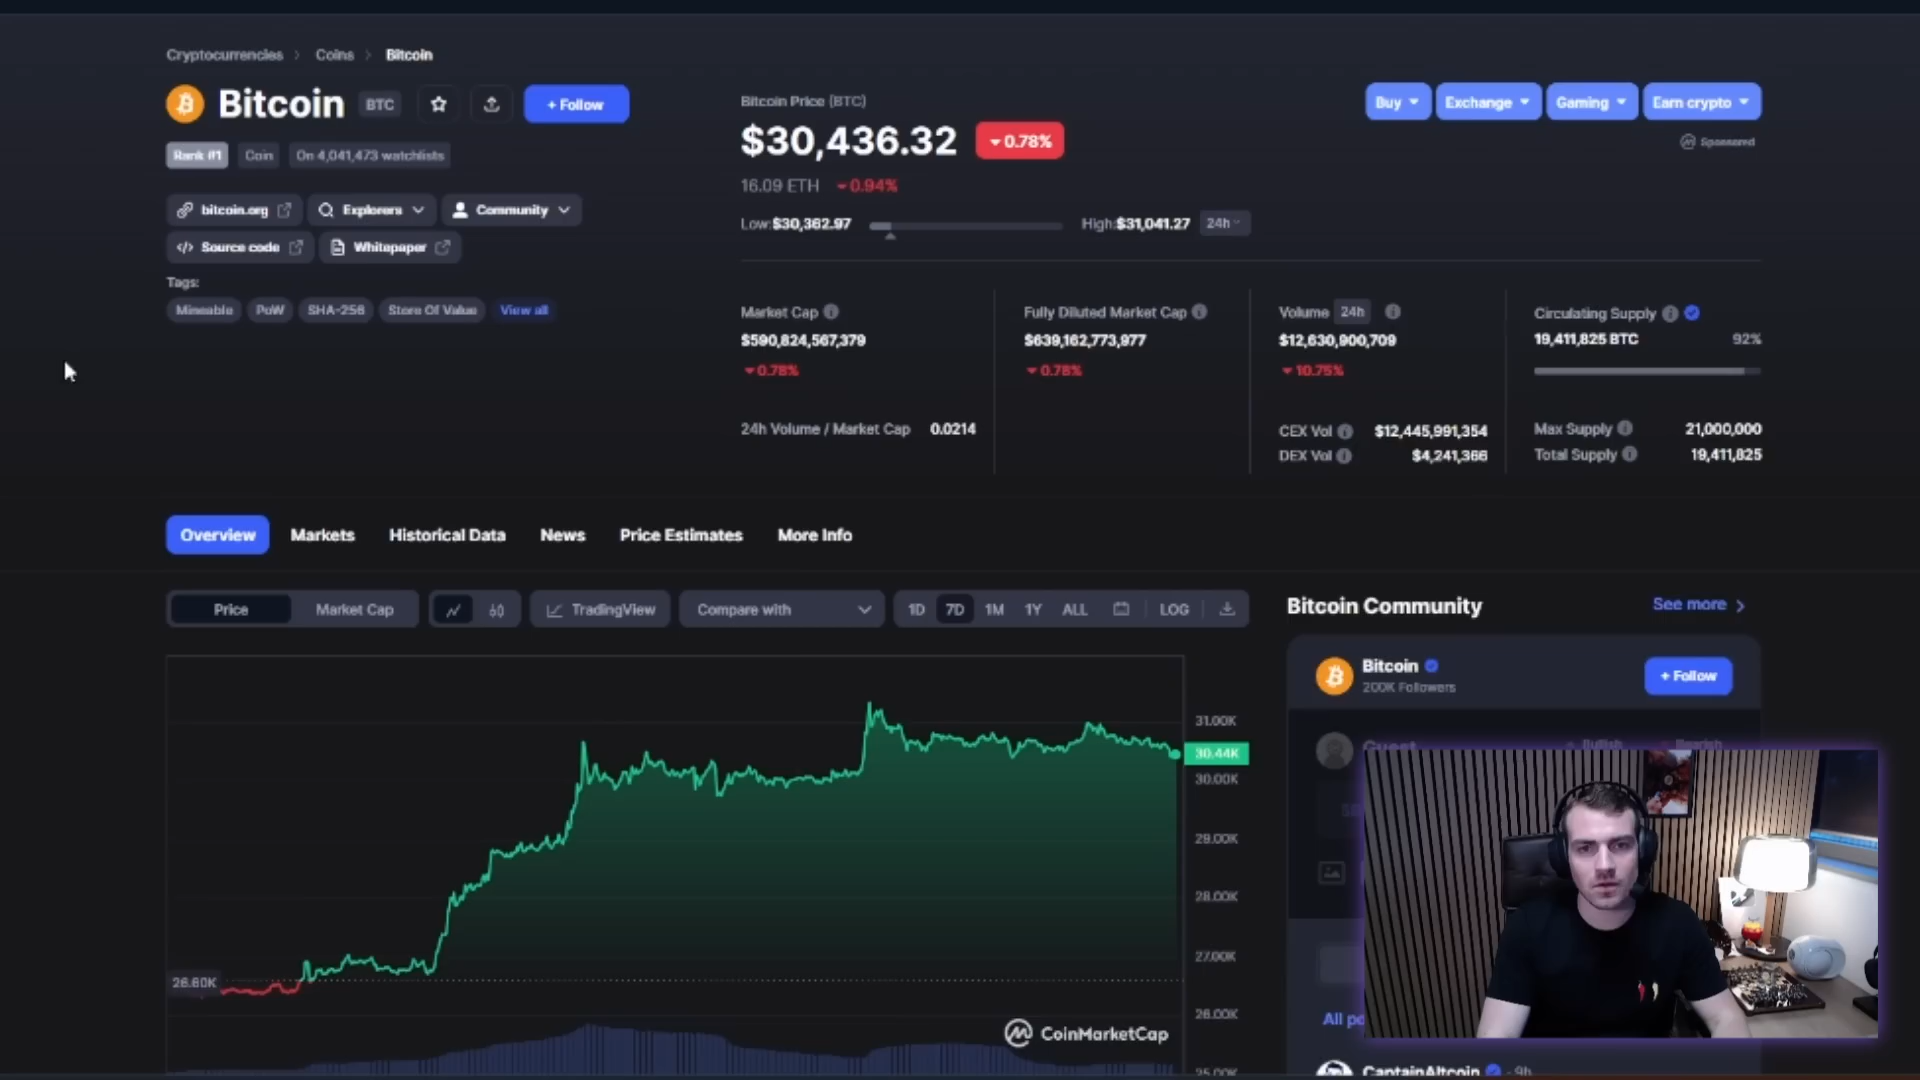 Cryptocurrencies > Coins > Bitcoin
Bitcoin BTC + Follow
Rank #1 Coin On 4,041,473 watchlists
bitcoin.org Explorers Community
Source code Whitepaper
Tags:
Mineable PoW SHA-256 Store Of Value View all
Bitcoin Price (BTC)
$30,436.32 0.78%
16.09 ETH 0.94%
Low:$30,362.97 High:$31,041.27 24h
Buy Exchange Gaming Earn crypto
Sponsored
Market Cap
$590,824,567,379
0.78%
24h Volume / Market Cap 0.0214
Fully Diluted Market Cap
$639,162,773,977
0.78%
Volume 24h
$12,630,900,709
10.75%
CEX Vol $12,445,991,354
DEX Vol $4,241,366
Circulating Supply
19,411,825 BTC 92%
Max Supply 21,000,000
Total Supply 19,411,825
Overview Markets Historical Data News Price Estimates More Info
Price Market Cap TradingView Compare with 1D 7D 1M 1Y ALL LOG
31.00K
30.44K
30.00K
29.00K
28.00K
27.00K
26.00K
25.00K
26.60K
CoinMarketCap
Bitcoin Community See more >
Bitcoin
200K Followers
+ Follow
All po
CaptainAltcoin · 9h